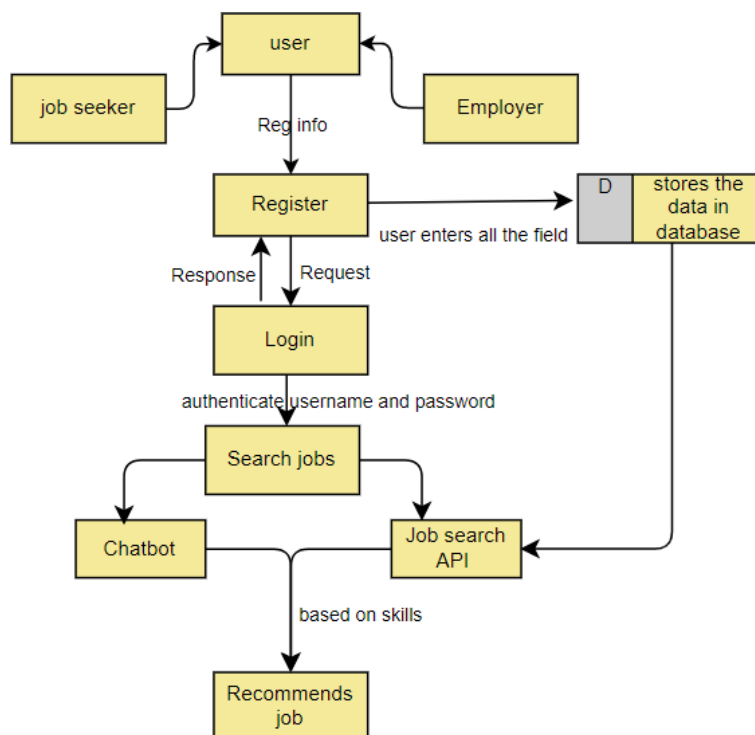 user
job seeker
Employer
Reg info
Register
D
stores the
data in
database
user enters all the field
Response
Request
Login
authenticate username and password
Search jobs
Chatbot
Job search
API
based on skills
Recommends
job